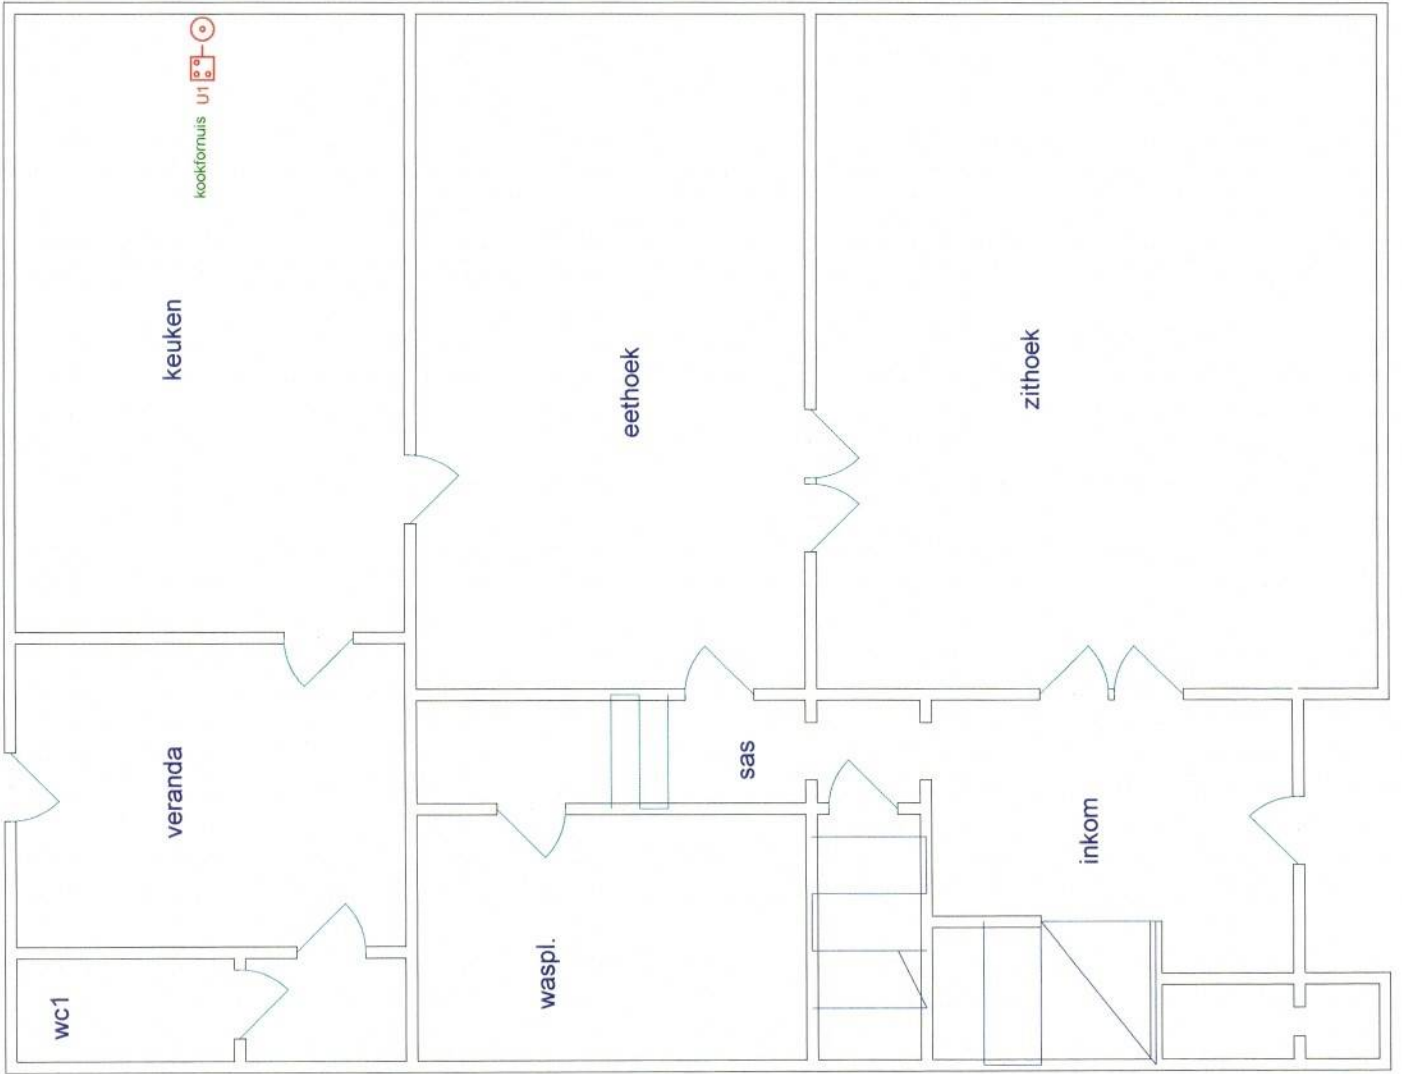 U1
kookfornuis
keuken
eethoek
zithoek
veranda
sas
inkom
wc1
waspl.